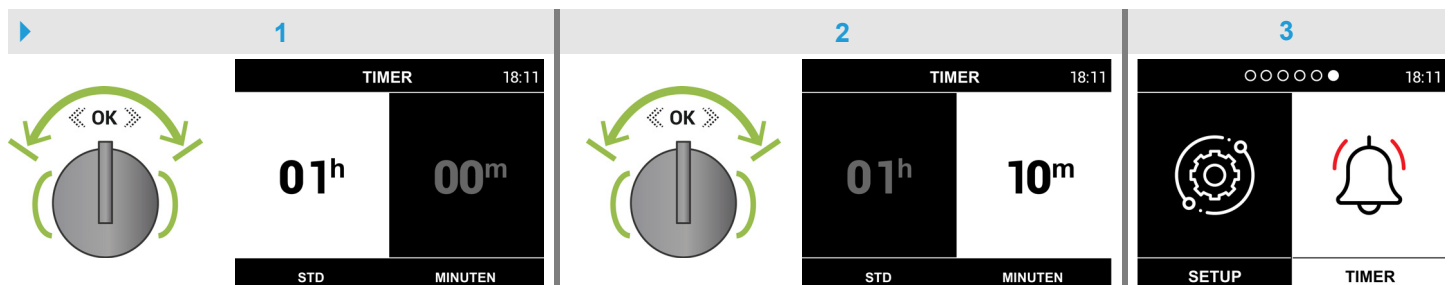 1
2
3
TIMER 18:11
OK
01h 00m
STD MINUTEN
TIMER 18:11
OK
01h 10m
STD MINUTEN
18:11
SETUP TIMER